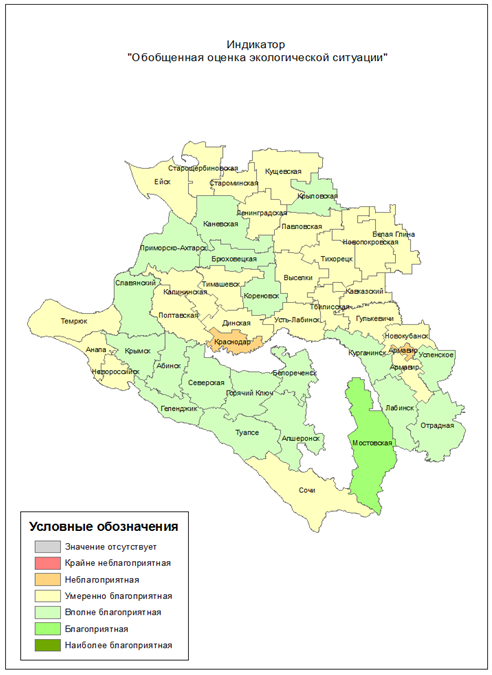 Индикатор
"Обобщенная оценка экологической ситуации"
Старощербиновская
Кущевская
Ейск
Староминская
Крыловская
Ленинградская
Каневская
Павловская
Белая Глина
Новопокровская
Приморско-Ахтарск
Брюховецкая
Тихорецк
Славянский
Тимашевск
Выселки
Калининская
Кореновск
Кавказский
Тбилисская
Полтавская
Усть-Лабинск
Гулькевичи
Темрюк
Динская
Новокубанск
Краснодар
Анапа
Крымск
Курганинск
Армавир
Успенское
Абинск
Армавир
Новороссийск
Северская
Белореченск
Горячий Ключ
Геленджик
Лабинск
Отрадная
Туапсе
Апшеронск
Мостовская
Сочи
Условные обозначения
Значение отсутствует
Крайне неблагоприятная
Неблагоприятная
Умеренно благоприятная
Вполне благоприятная
Благоприятная
Наиболее благоприятная